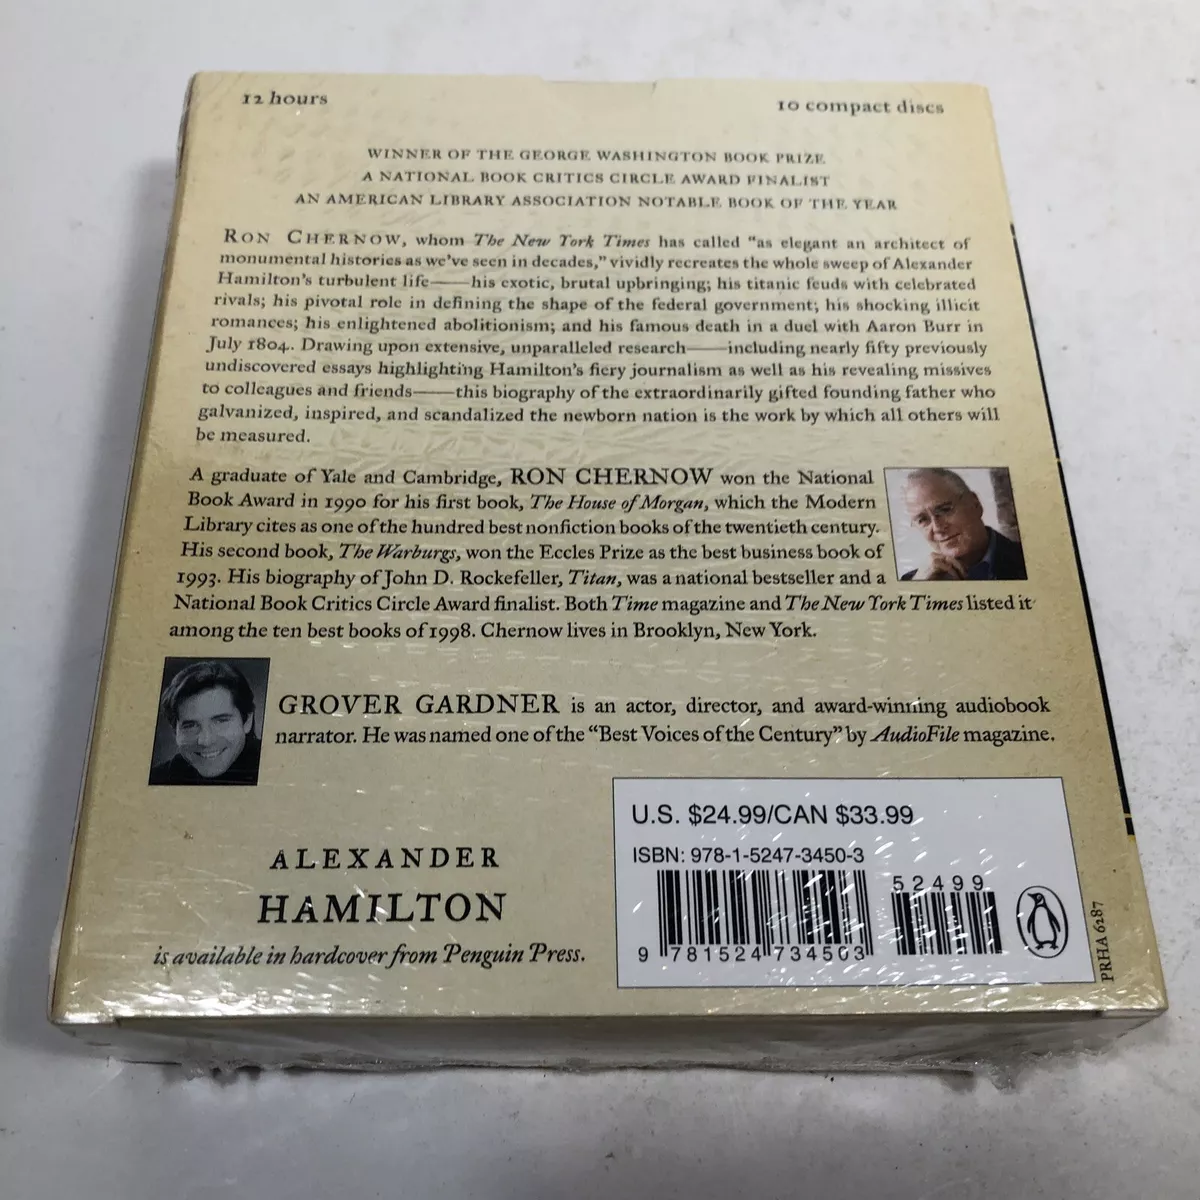 12 hours
10 compact discs
WINNER OF THE GEORGE WASHINGTON BOOK PRIZE
A NATIONAL BOOK CRITICS CIRCLE AWARD FINALIST
AN AMERICAN LIBRARY ASSOCIATION NOTABLE BOOK OF THE YEAR
RON CHERNOW, whom The New York Times has called "as elegant an architect of
monumental histories as we've seen in decades," vividly recreates the whole sweep of Alexander
Hamilton's turbulent life——his exotic, brutal upbringing; his titanic feuds with celebrated
rivals; his pivotal role in defining the shape of the federal government; his shocking illicit
romances; his enlightened abolitionism; and his famous death in a duel with Aaron Burr in
July 1804. Drawing upon extensive, unparalleled research——including nearly fifty previously
undiscovered essays highlighting Hamilton's fiery journalism as well as his revealing missives
to colleagues and friends——this biography of the extraordinarily gifted founding father who
galvanized, inspired, and scandalized the newborn nation is the work by which all others will
be measured.
A graduate of Yale and Cambridge, RON CHERNOW won the National
Book Award in 1990 for his first book, The House of Morgan, which the Modern
Library cites as one of the hundred best nonfiction books of the twentieth century.
His second book, The Warburgs, won the Eccles Prize as the best business book of
1993. His biography of John D. Rockefeller, Titan, was a national bestseller and a
National Book Critics Circle Award finalist. Both Time magazine and The New York Times listed it
among the ten best books of 1998. Chernow lives in Brooklyn, New York.
GROVER GARDNER is an actor, director, and award-winning audiobook
narrator. He was named one of the “Best Voices of the Century” by AudioFile magazine.
ALEXANDER
HAMILTON
is available in hardcover from Penguin Press.
U.S. $24.99/CAN $33.99
ISBN: 978-1-5247-3450-3
52499
9 781524 734503
PRHA 6287